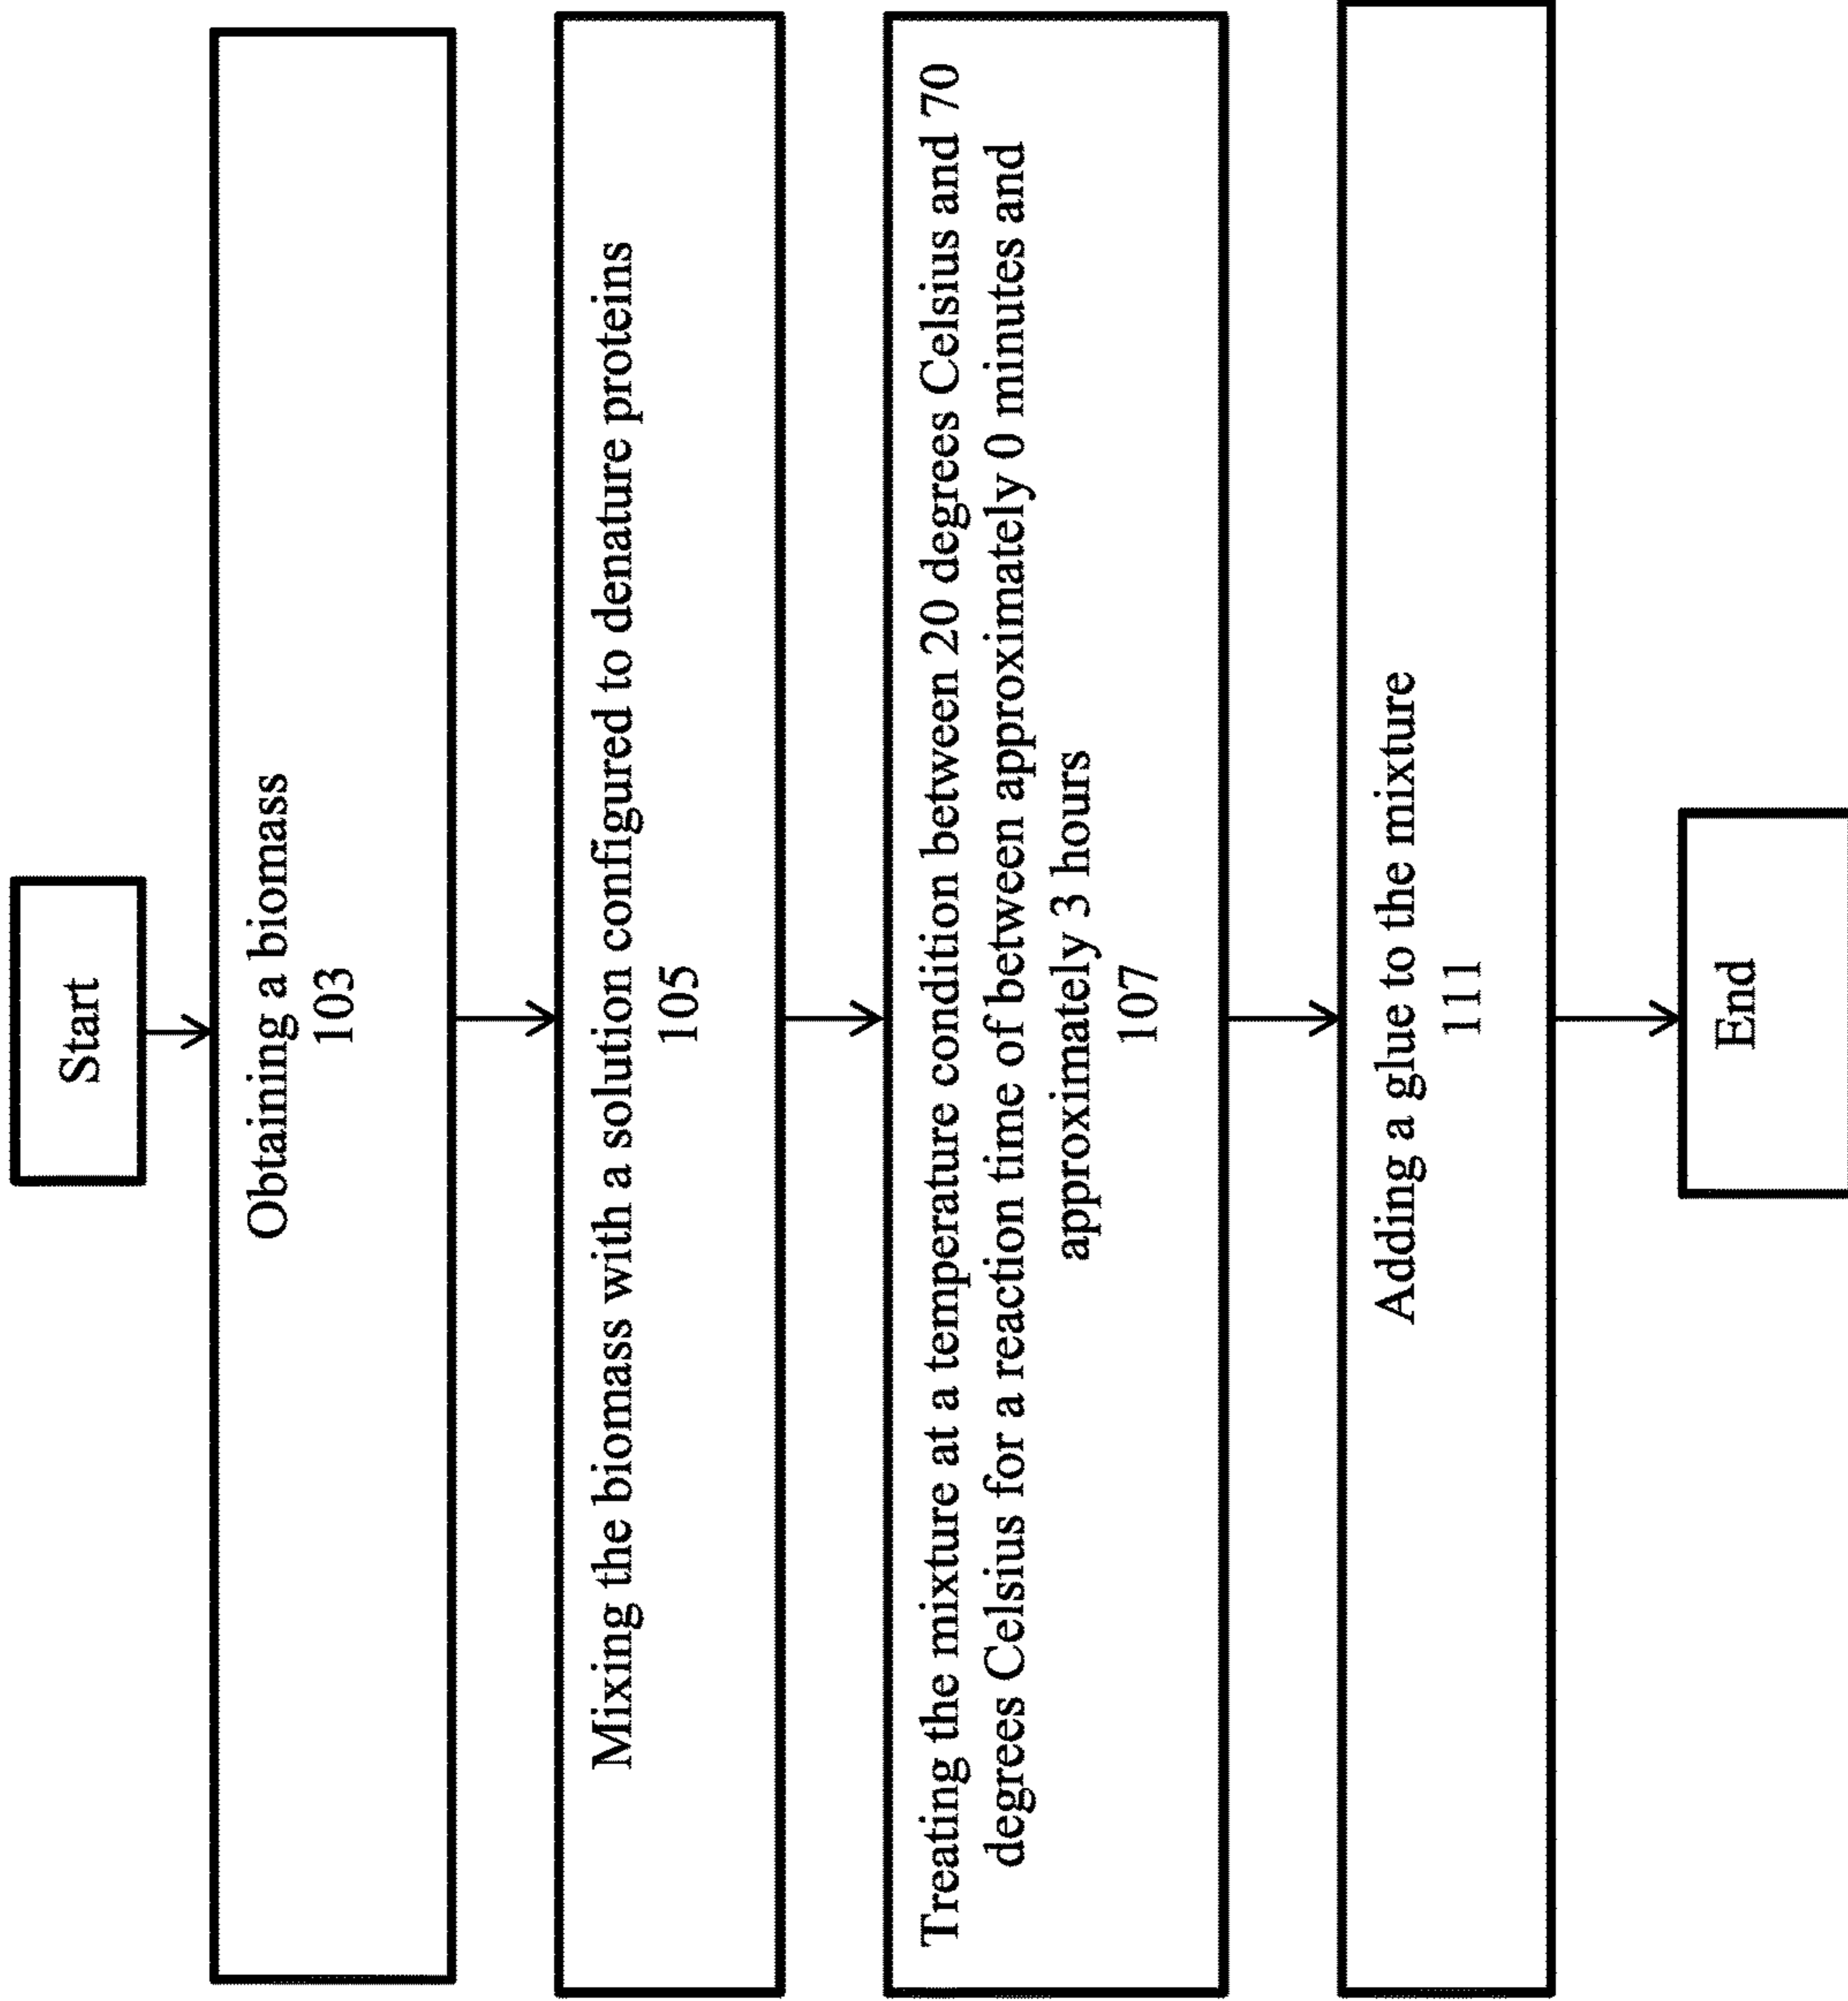 Start
Obtaining a biomass
103
Mixing the biomass with a solution configured to denature proteins
105
Treating the mixture at a temperature condition between 20 degrees Celsius and 70
degrees Celsius for a reaction time of between approximately 0 minutes and
approximately 3 hours
107
Adding a glue to the mixture
111
End